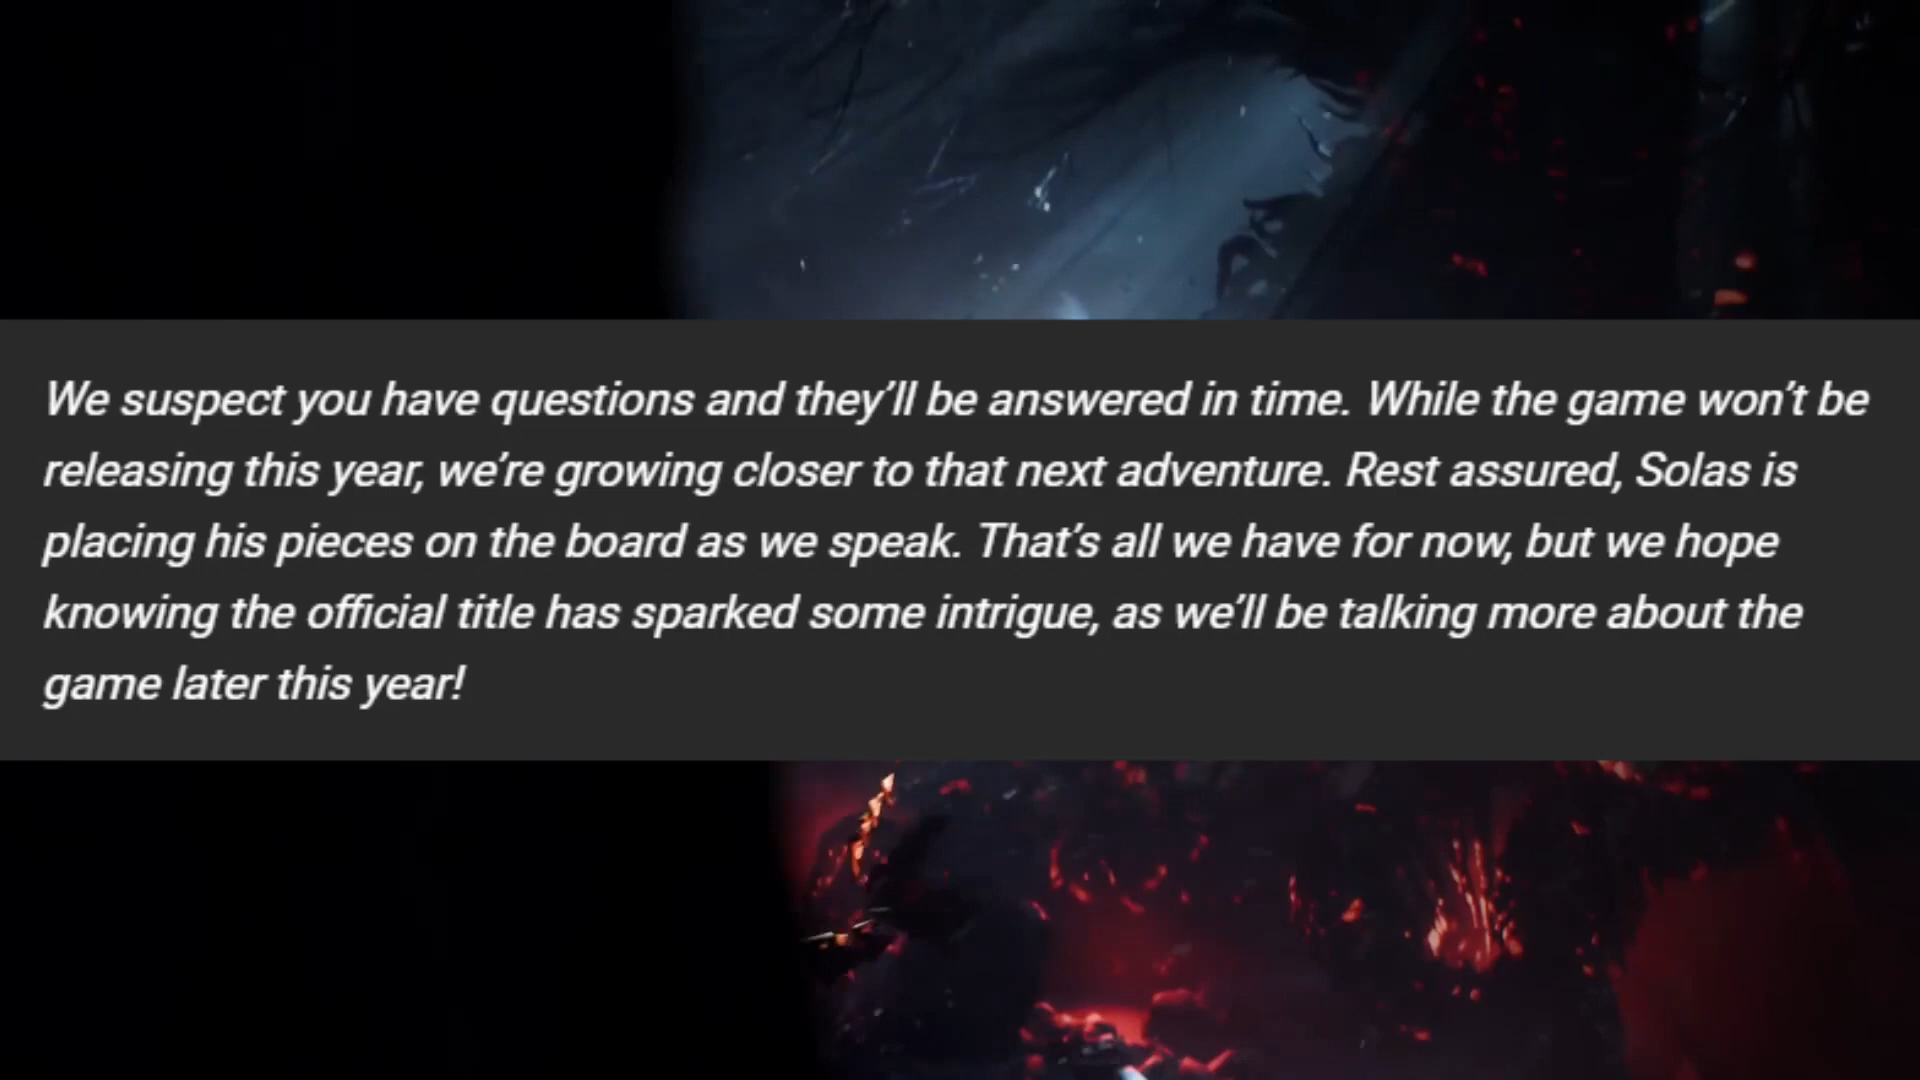 We suspect you have questions and they’ll be answered in time. While the game won’t be
releasing this year, we’re growing closer to that next adventure. Rest assured, Solas is
placing his pieces on the board as we speak. That’s all we have for now, but we hope
knowing the official title has sparked some intrigue, as we’ll be talking more about the
game later this year!